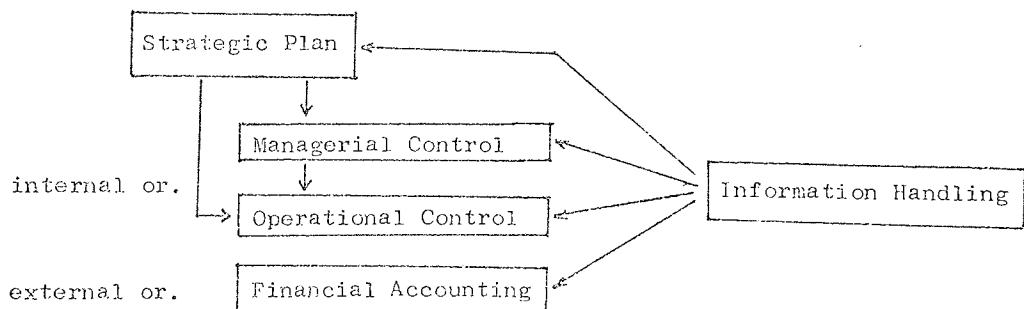 Strategic Plan
Managerial Control
internal or.
Information Handling
Operational Control
external or.
Financial Accounting